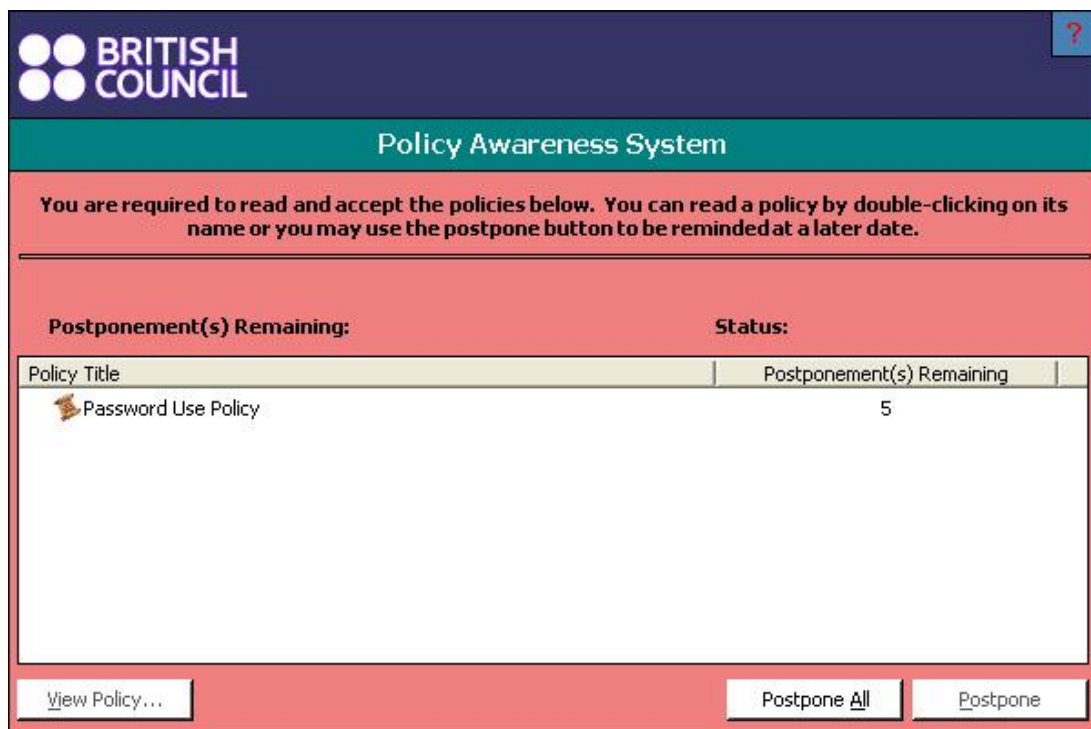 BRITISH
COUNCIL
?
Policy Awareness System
You are required to read and accept the policies below. You can read a policy by double-clicking on its
name or you may use the postpone button to be reminded at a later date.
Postponement(s) Remaining: Status:
Policy Title Postponement(s) Remaining
Password Use Policy 5
View Policy... Postpone All Postpone